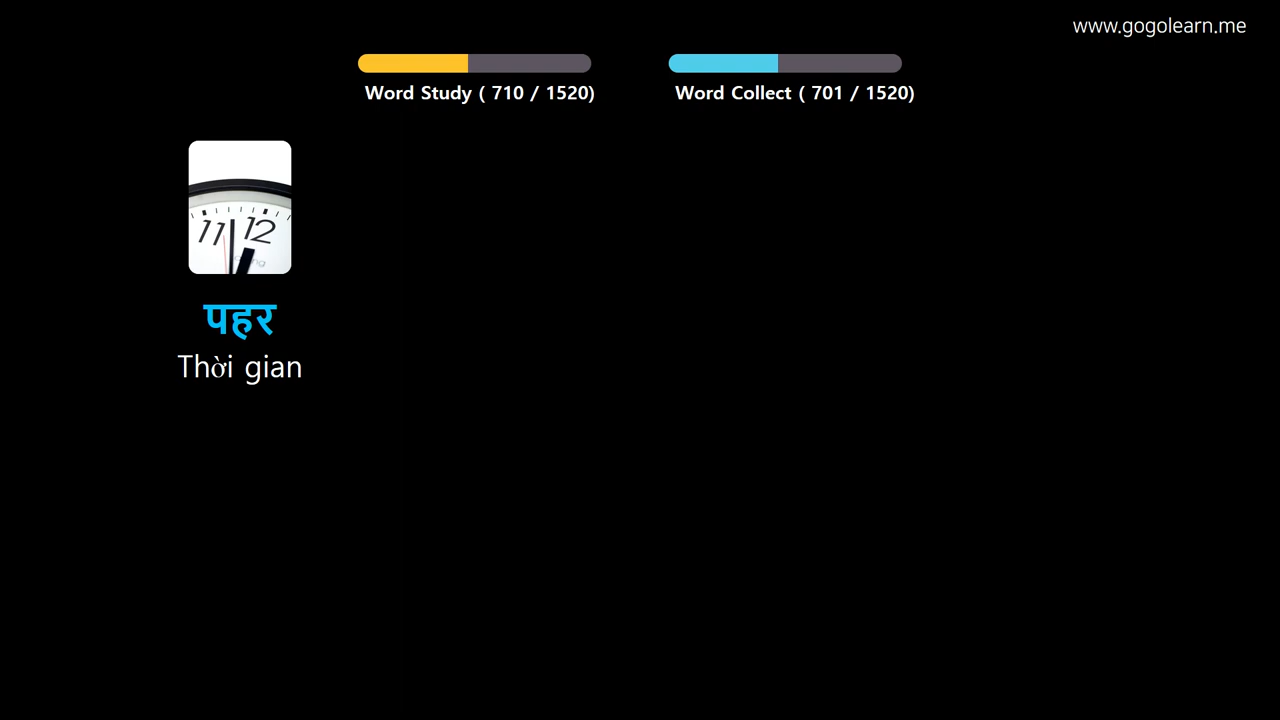 www.gogolearn.me
Word Study ( 710 / 1520)
Word Collect ( 701 / 1520)
11 12
पहर
Thời gian